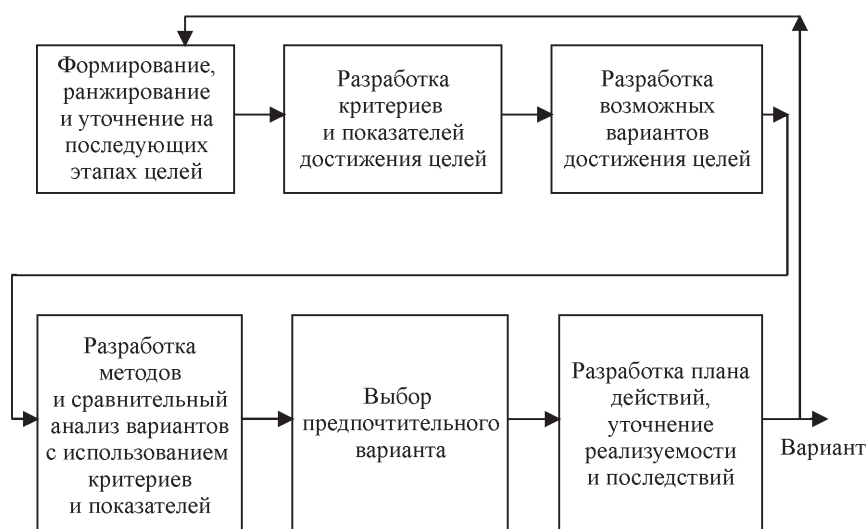 Формирование,
ранжирование
и уточнение на
последующих
этапах целей
Разработка
критериев
и показателей
достижения целей
Разработка
возможных
вариантов
достижения целей
Разработка
методов
и сравнительный
анализ вариантов
с использованием
критериев
и показателей
Выбор
предпочтительного
варианта
Разработка плана
действий,
уточнение
реализуемости
и последствий
Вариант